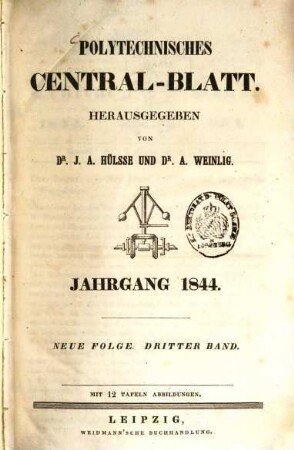 POLYTECHNISCHES
CENTRAL-BLATT.
HERAUSGEGEBEN
VON
DR. J. A. HÜLSSE UND DR. A. WEINLIG.
JAHRGANG 1844.
NEUE FOLGE. DRITTER BAND.
MIT 12 TAFELN ABBILDUNGEN.
LEIPZIG,
WEIDMANN'SCHE BUCHHANDLUNG.